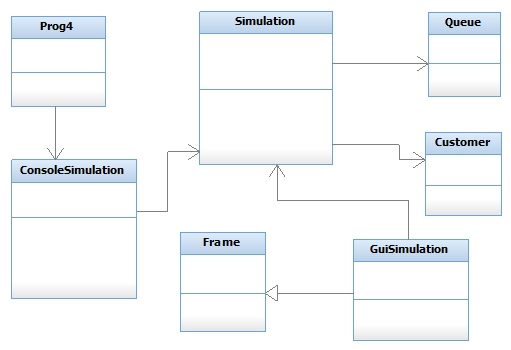 Prog4
Simulation
Queue
Customer
ConsoleSimulation
Frame
GuiSimulation